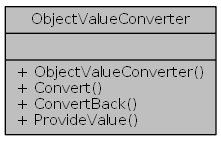 ObjectValueConverter
+ ObjectValueConverter()
+ Convert()
+ ConvertBack()
+ ProvideValue()